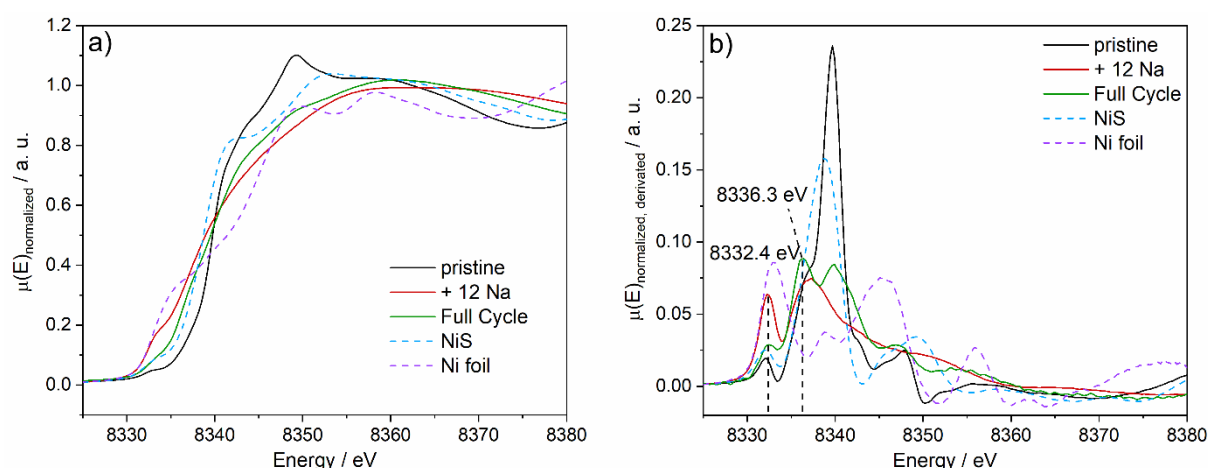 a)
μ(E)normalized / a. u.
1.2
1.0
0.8
0.6
0.4
0.2
0.0
pristine
+ 12 Na
Full Cycle
NiS
Ni foil
8330 8340 8350 8360 8370 8380
Energy / eV
b)
μ(E)normalized, derivated / a. u.
0.25
0.20
0.15
0.10
0.05
0.00
pristine
+ 12 Na
Full Cycle
NiS
Ni foil
8336.3 eV
8332.4 eV
8330 8340 8350 8360 8370 8380
Energy / eV